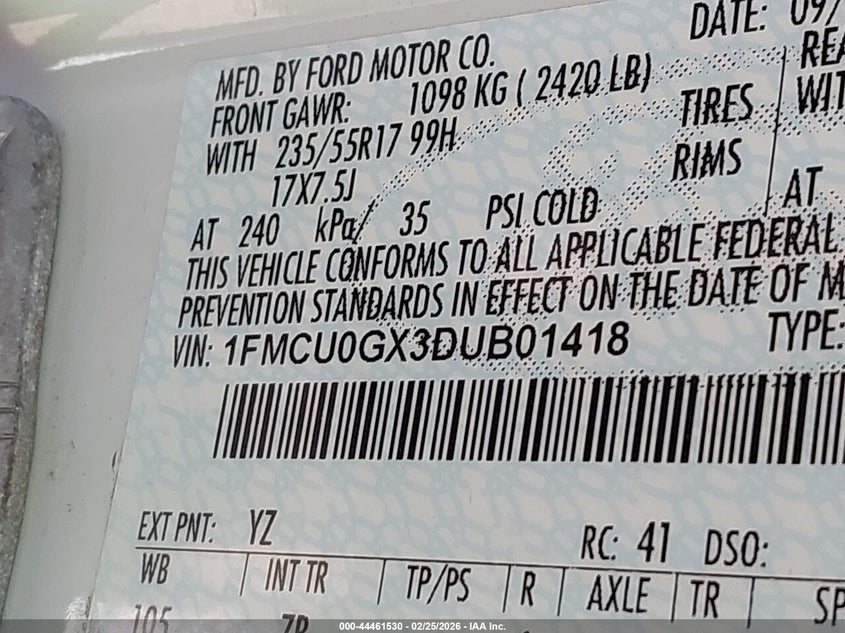 DATE: 09/
MFD. BY FORD MOTOR CO.
FRONT GAWR: 1098 KG ( 2420 LB)
WITH 235/55R17 99H TIRES WIT
17X7.5J RIMS
AT 240 kPa/ 35 PSI COLD AT
THIS VEHICLE CONFORMS TO ALL APPLICABLE FEDERAL
PREVENTION STANDARDS IN EFFECT ON THE DATE OF M
VIN: 1FMCU0GX3DUB01418 TYPE:
EXT PNT: YZ RC: 41 DSO:
WB INT TR TP/PS R AXLE TR SP
105
000-44461530 - 02/25/2026 - IAA Inc.